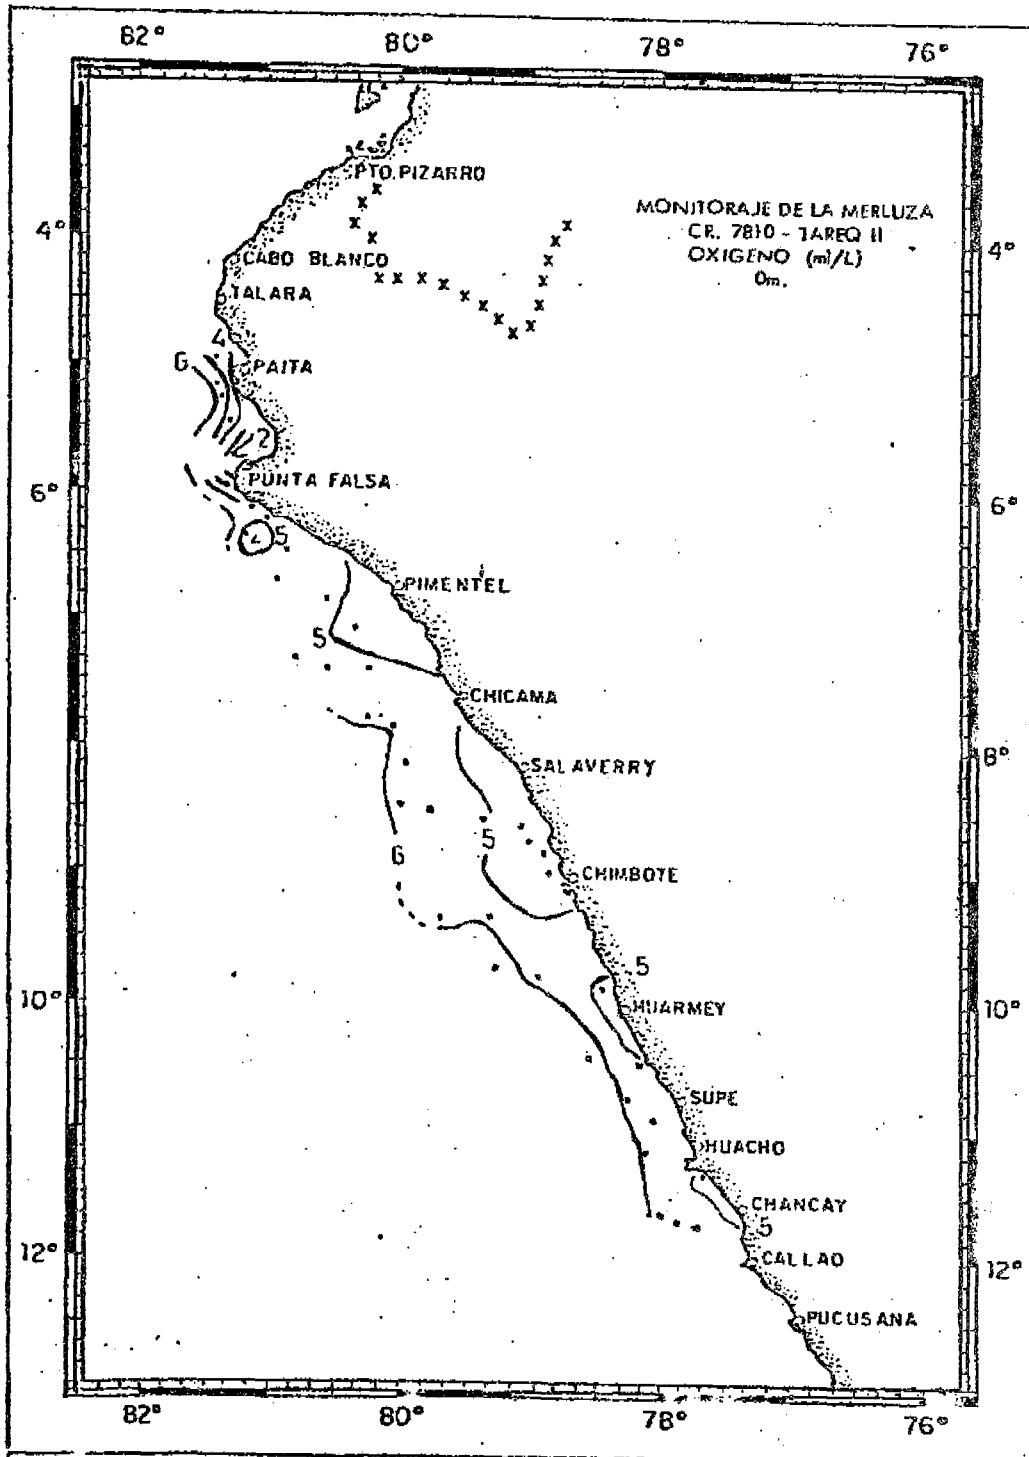 82° 80° 78° 76°
PTO. PIZARRO
MONITORAJE DE LA MERLUZA
CR. 7810 - TAREQ II
OXIGENO (ml/L)
0m.
4° 4°
CABO BLANCO
TALARA
4
6 PAITA
2
PUNTA FALSA
6° 6°
5
PIMENTEL
5
CHICAMA
SALAVERRY 8°
5
6
CHIMBOTE
5
10° HUARMEY 10°
SUPE
HUACHO
CHANCAY
5
12° CALLAO 12°
PUCUSANA
82° 80° 78° 76°